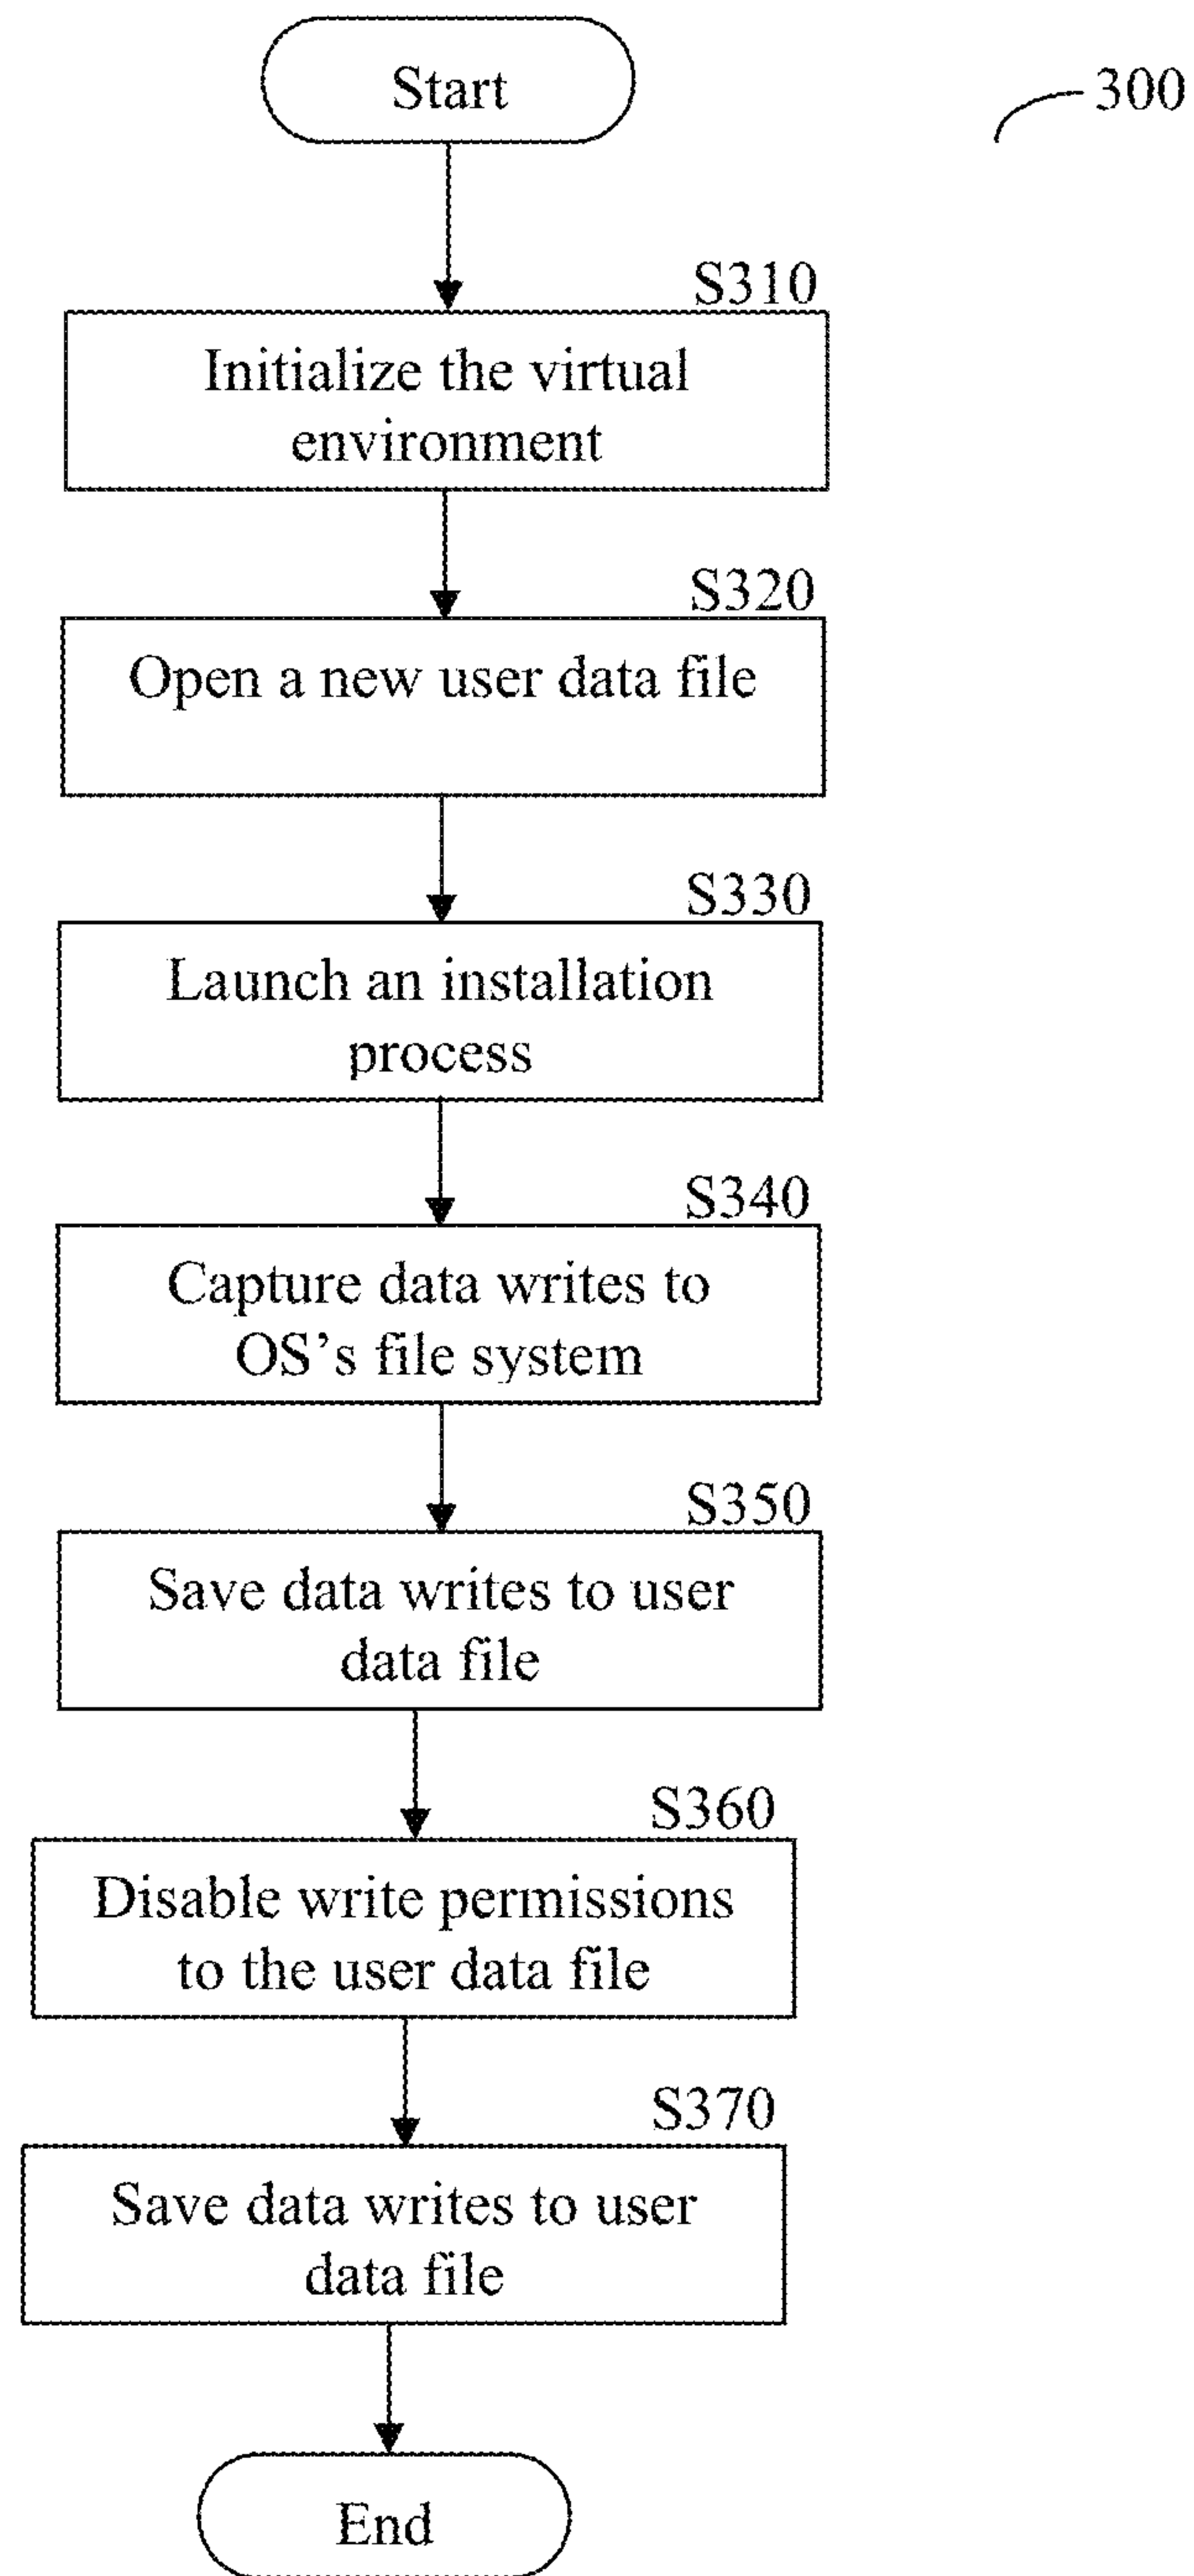 Start
300
S310
Initialize the virtual
environment
S320
Open a new user data file
S330
Launch an installation
process
S340
Capture data writes to
OS’s file system
S350
Save data writes to user
data file
S360
Disable write permissions
to the user data file
S370
Save data writes to user
data file
End